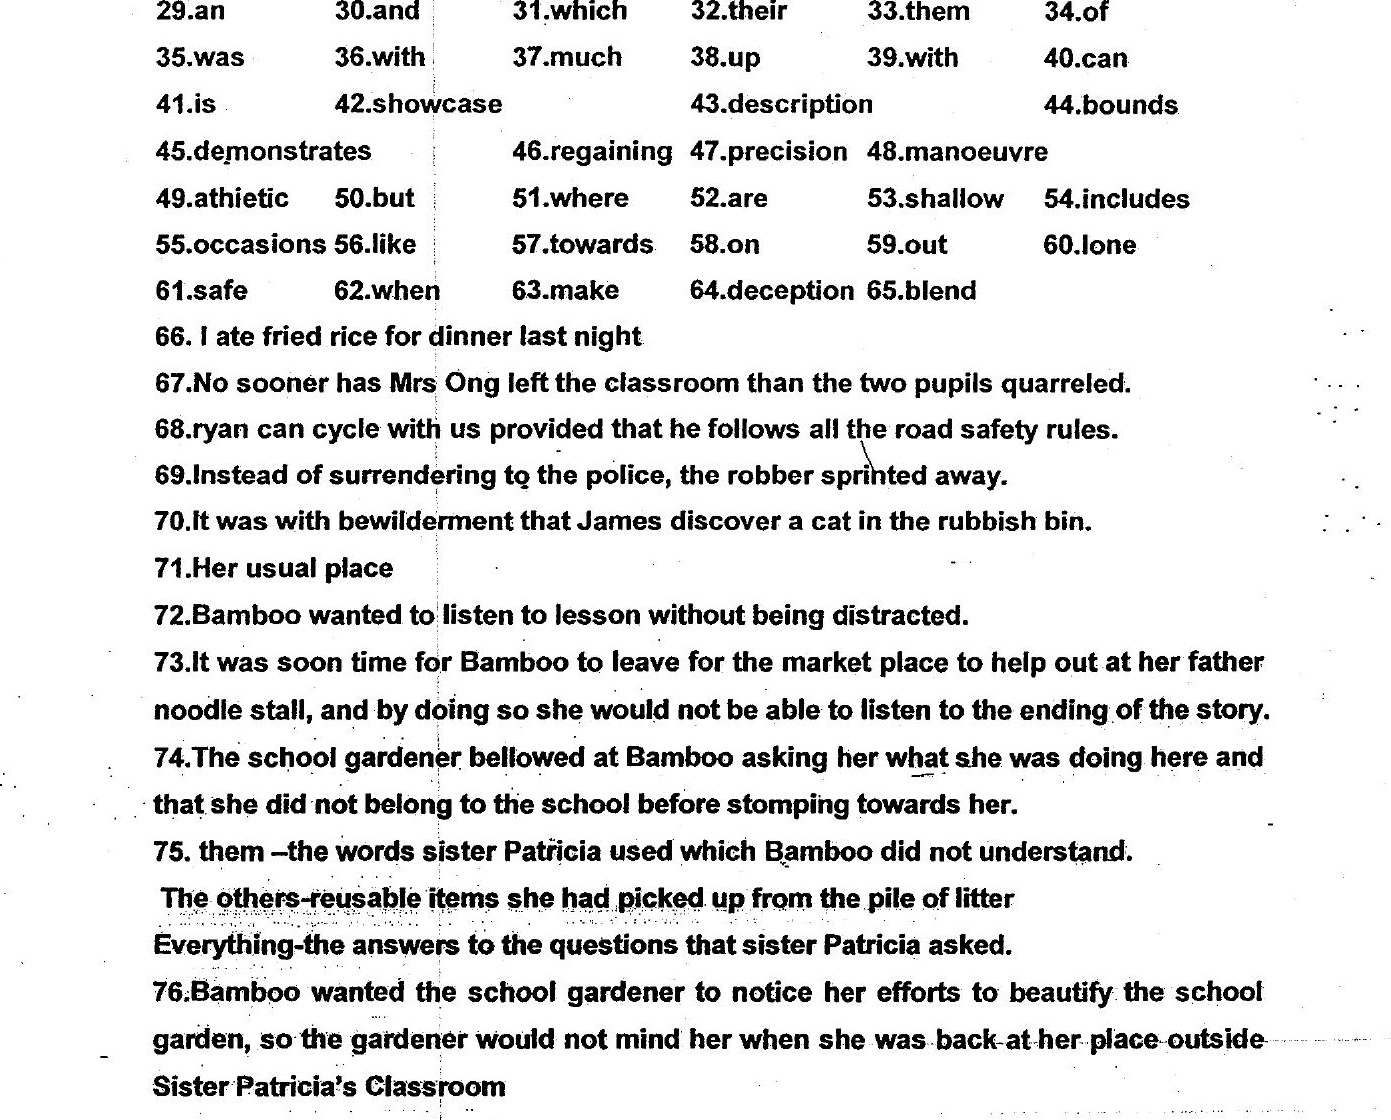 29.an 30.and 31.which 32.their 33.them 34.of
35.was 36.with 37.much 38.up 39.with 40.can
41.is 42.showcase 43.description 44.bounds
45.demonstrates 46.regaining 47.precision 48.manoeuvre
49.athietic 50.but 51.where 52.are 53.shallow 54.includes
55.occasions 56.like 57.towards 58.on 59.out 60.lone
61.safe 62.when 63.make 64.deception 65.blend
66. I ate fried rice for dinner last night
67.No sooner has Mrs Ong left the classroom than the two pupils quarreled.
68.ryan can cycle with us provided that he follows all the road safety rules.
69.Instead of surrendering to the police, the robber sprinted away.
70.It was with bewilderment that James discover a cat in the rubbish bin.
71.Her usual place
72.Bamboo wanted to listen to lesson without being distracted.
73.It was soon time for Bamboo to leave for the market place to help out at her father
noodle stall, and by doing so she would not be able to listen to the ending of the story.
74.The school gardener bellowed at Bamboo asking her what she was doing here and
that she did not belong to the school before stomping towards her.
75. them –the words sister Patricia used which Bamboo did not understand.
The others-reusable items she had picked up from the pile of litter
Everything-the answers to the questions that sister Patricia asked.
76.Bamboo wanted the school gardener to notice her efforts to beautify the school
garden, so the gardener would not mind her when she was back at her place outside
Sister Patricia's Classroom